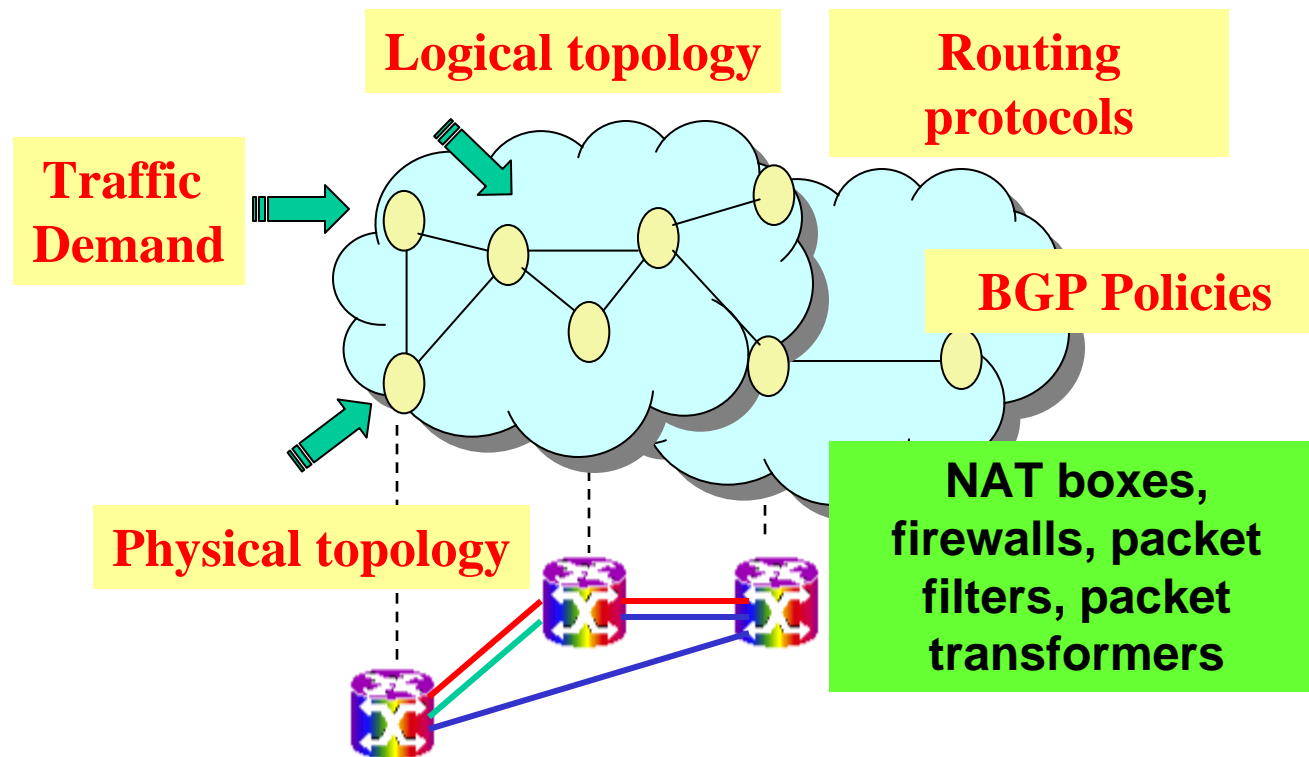 Logical topology
Routing
protocols
Traffic
Demand
BGP Policies
Physical topology
NAT boxes,
firewalls, packet
filters, packet
transformers